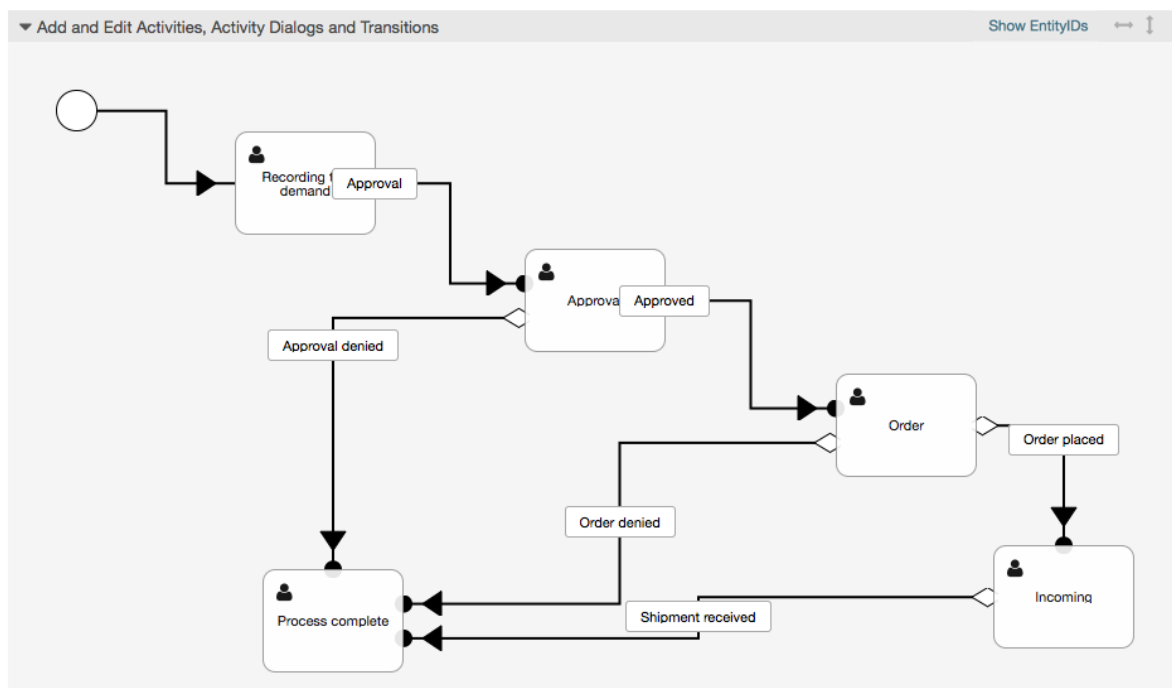 Add and Edit Activities, Activity Dialogs and Transitions
Show EntityIDs
Recording
demand
Approval
Approved
Approval denied
Order
Order placed
Order denied
Incoming
Shipment received
Process complete